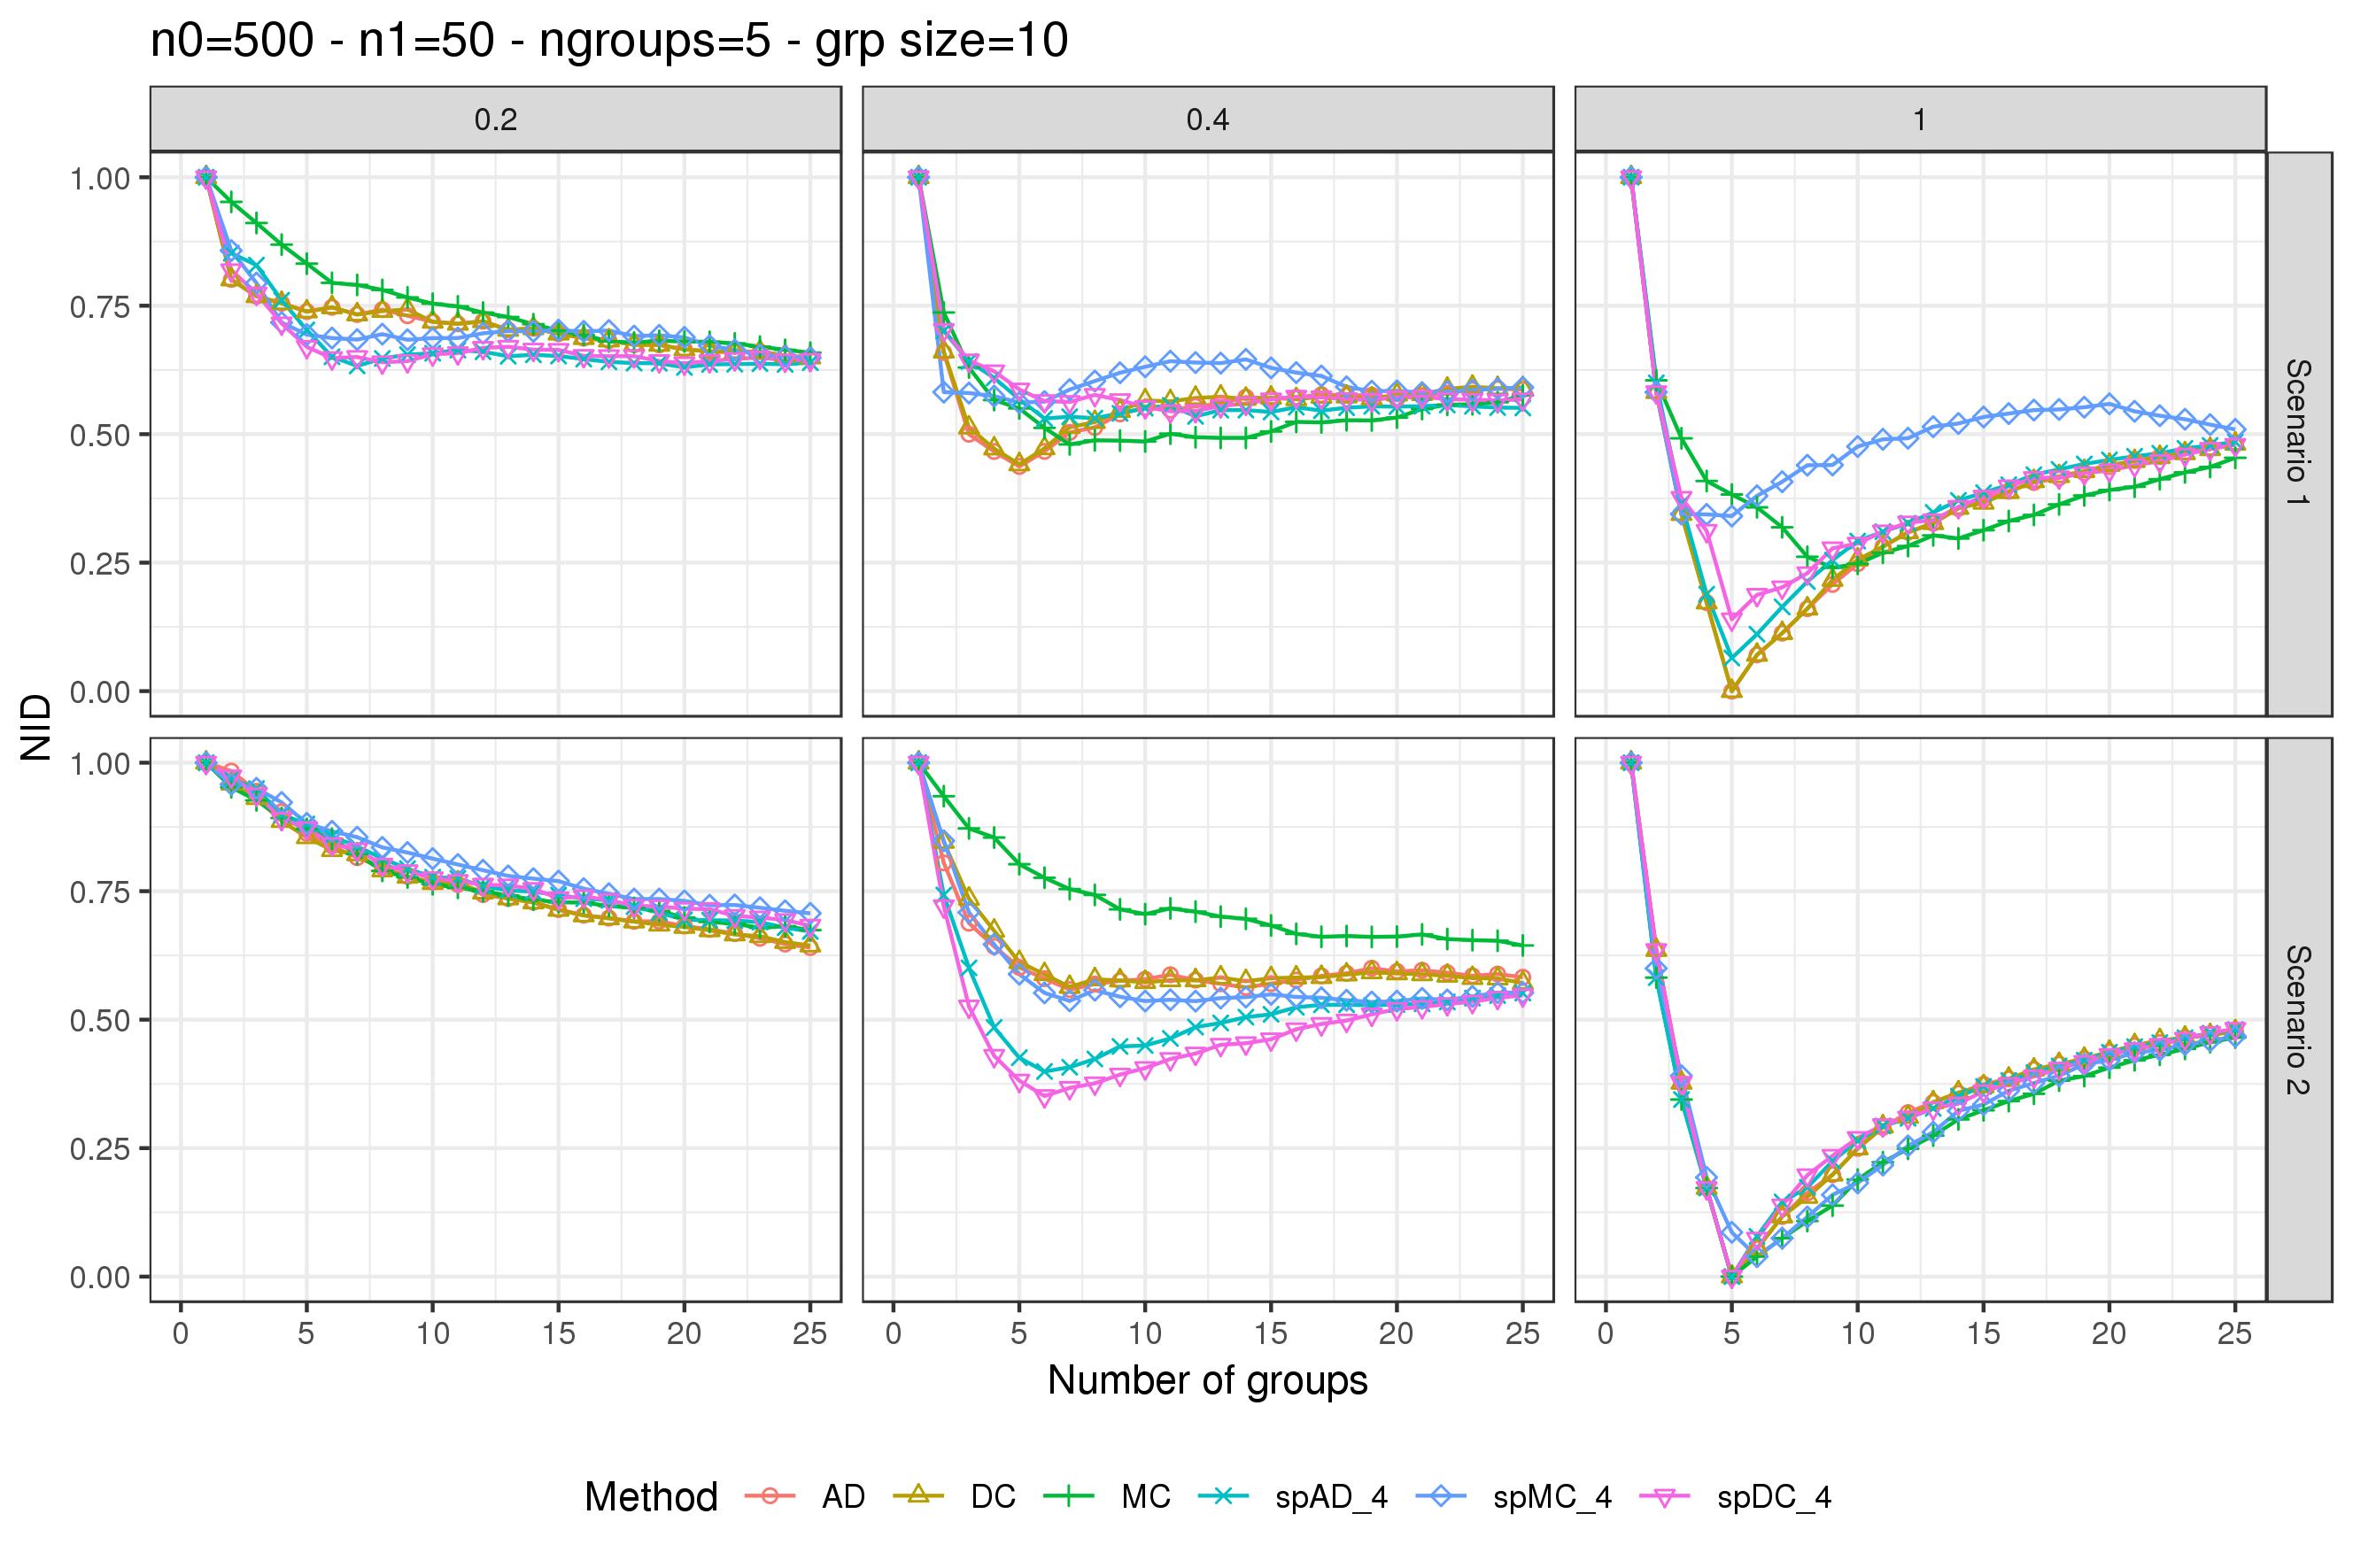 n0=500 - n1=50 - ngroups=5 - grp size=10
0.2
0.4
1
1.00
0.75
0.50
0.25
0.00
Scenario 1
NID
1.00
0.75
0.50
0.25
0.00
Scenario 2
0 5 10 15 20 25
0 5 10 15 20 25
0 5 10 15 20 25
Number of groups
Method AD DC MC spAD_4 spMC_4 spDC_4